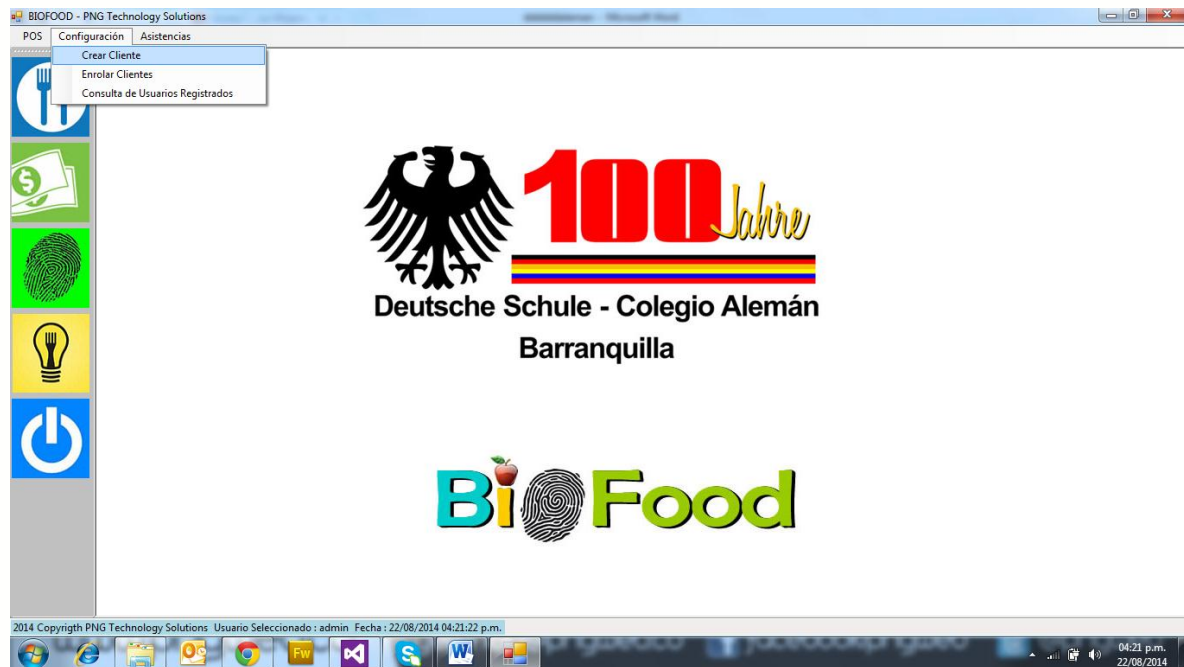 BIOFOOD - PNG Technology Solutions
POS Configuración Asistencias
Crear Cliente
Enrolar Clientes
Consulta de Usuarios Registrados
100 Jahre
Deutsche Schule - Colegio Alemán
Barranquilla
BioFood
2014 Copyrigth PNG Technology Solutions Usuario Seleccionado : admin Fecha : 22/08/2014 04:21:22 p.m.
Fw
W
04:21 p.m.
22/08/2014